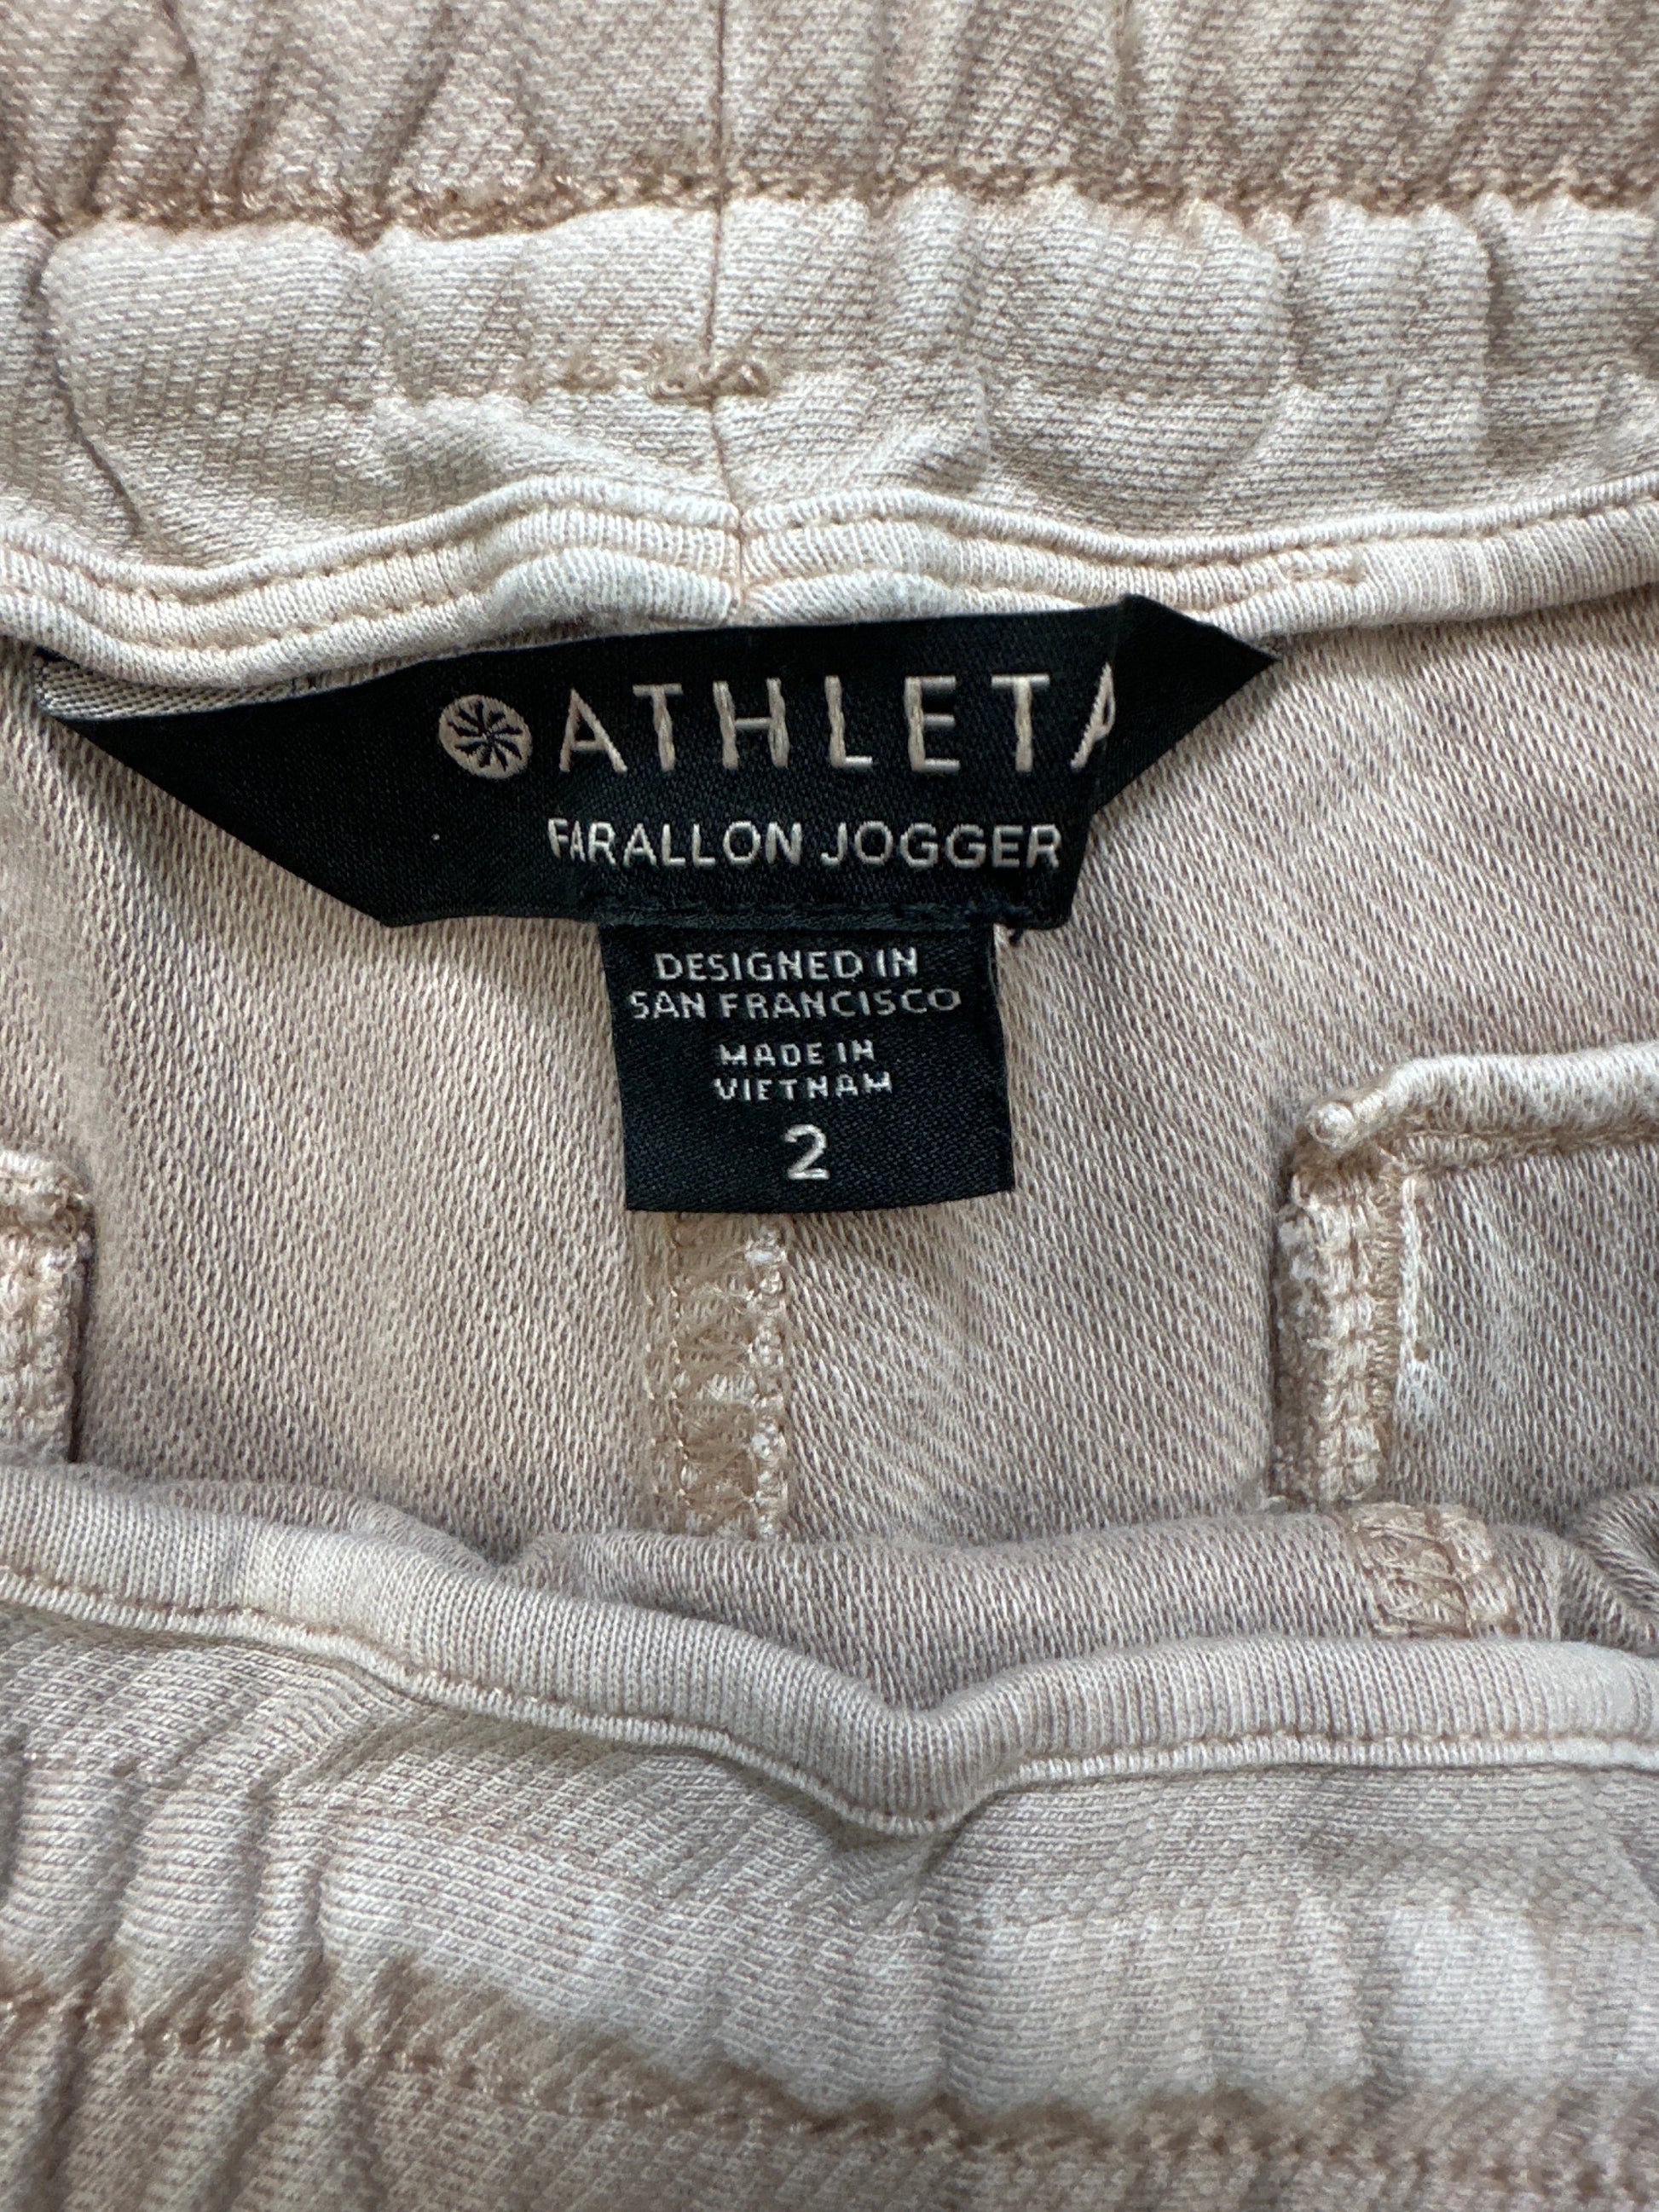 ATHLETA
FARALLON JOGGER
DESIGNED IN
SAN FRANCISCO
MADE IN
VIETNAM
2